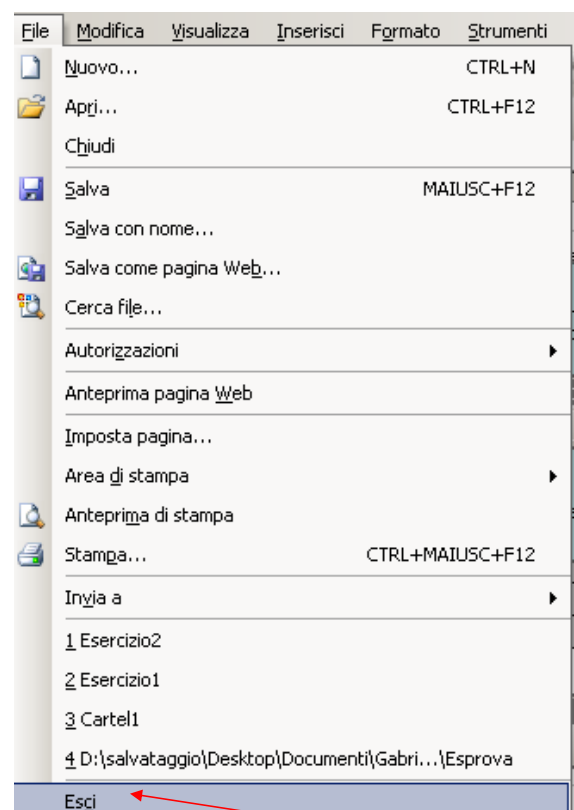 File Modifica Visualizza Inserisci Formato Strumenti
Nuovo... CTRL+N
Apri... CTRL+F12
Chiudi
Salva MAIUSC+F12
Salva con nome...
Salva come pagina Web...
Cerca file...
Autorizzazioni
Anteprima pagina Web
Imposta pagina...
Area di stampa
Anteprima di stampa
Stampa... CTRL+MAIUSC+F12
Invia a
1 Esercizio2
2 Esercizio1
3 Cartel1
4 D:\salvataggio\Desktop\Documenti\Gabri...\Esprova
Esci